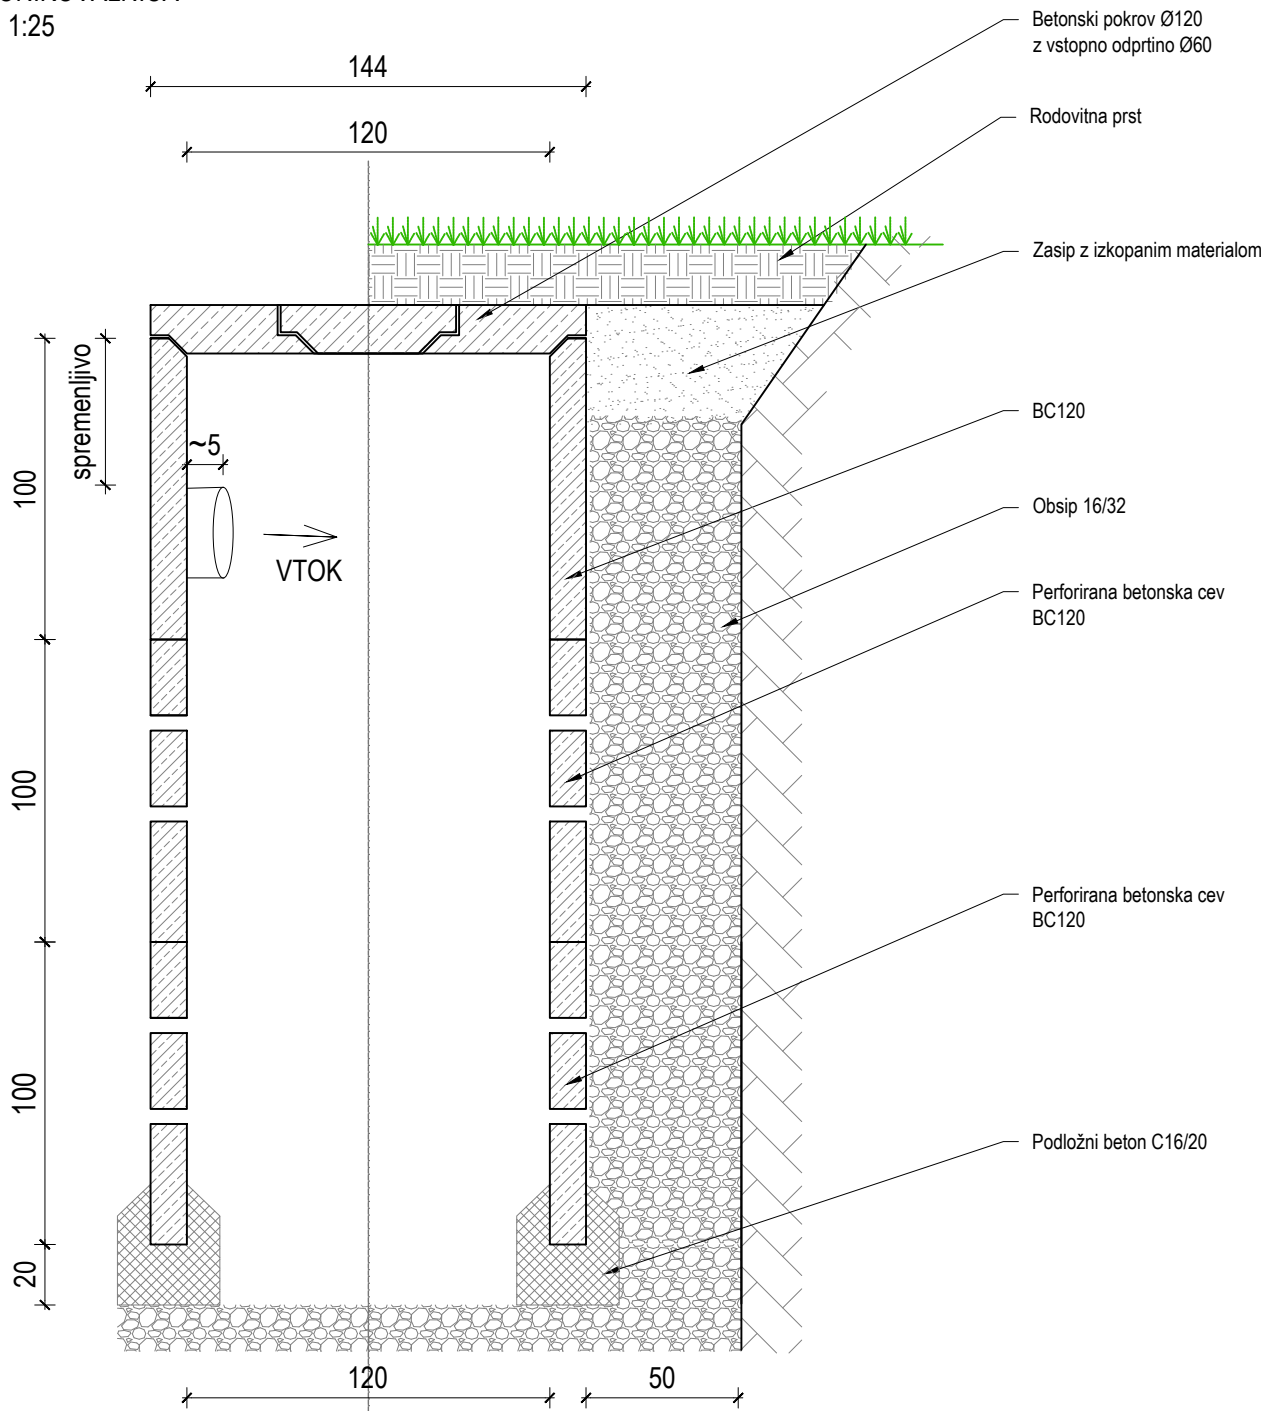 1:25
144
120
Betonski pokrov Ø120
z vstopno odprtino Ø60
Rodovitna prst
Zasip z izkopanim materialom
spremenljivo
~5
VTOK
100
BC120
Obsip 16/32
Perforirana betonska cev
BC120
100
Perforirana betonska cev
BC120
100
Podložni beton C16/20
20
120
50